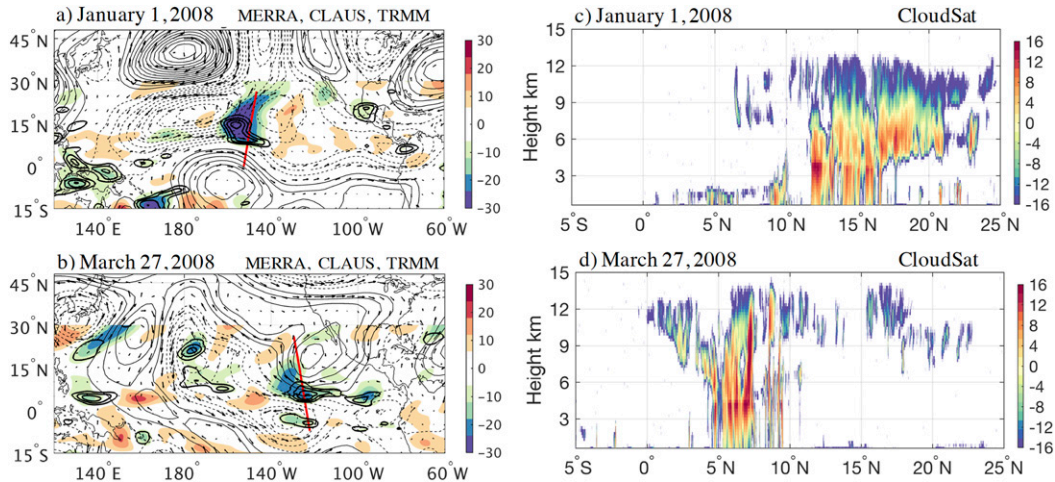 a) January 1, 2008 MERRA, CLAUS, TRMM
45°N
30°N
15°N
0°
15°S
140°E 180° 140°W 100°W 60°W
30
20
10
0
−10
−20
−30
c) January 1, 2008 CloudSat
Height km
15
12
9
6
3
5°S 0° 5°N 10°N 15°N 20°N 25°N
16
12
8
4
0
−4
−8
−12
−16
b) March 27, 2008 MERRA, CLAUS, TRMM
45°N
30°N
15°N
0°
15°S
140°E 180° 140°W 100°W 60°W
30
20
10
0
−10
−20
−30
d) March 27, 2008 CloudSat
Height km
15
12
9
6
3
5°S 0° 5°N 10°N 15°N 20°N 25°N
16
12
8
4
0
−4
−8
−12
−16